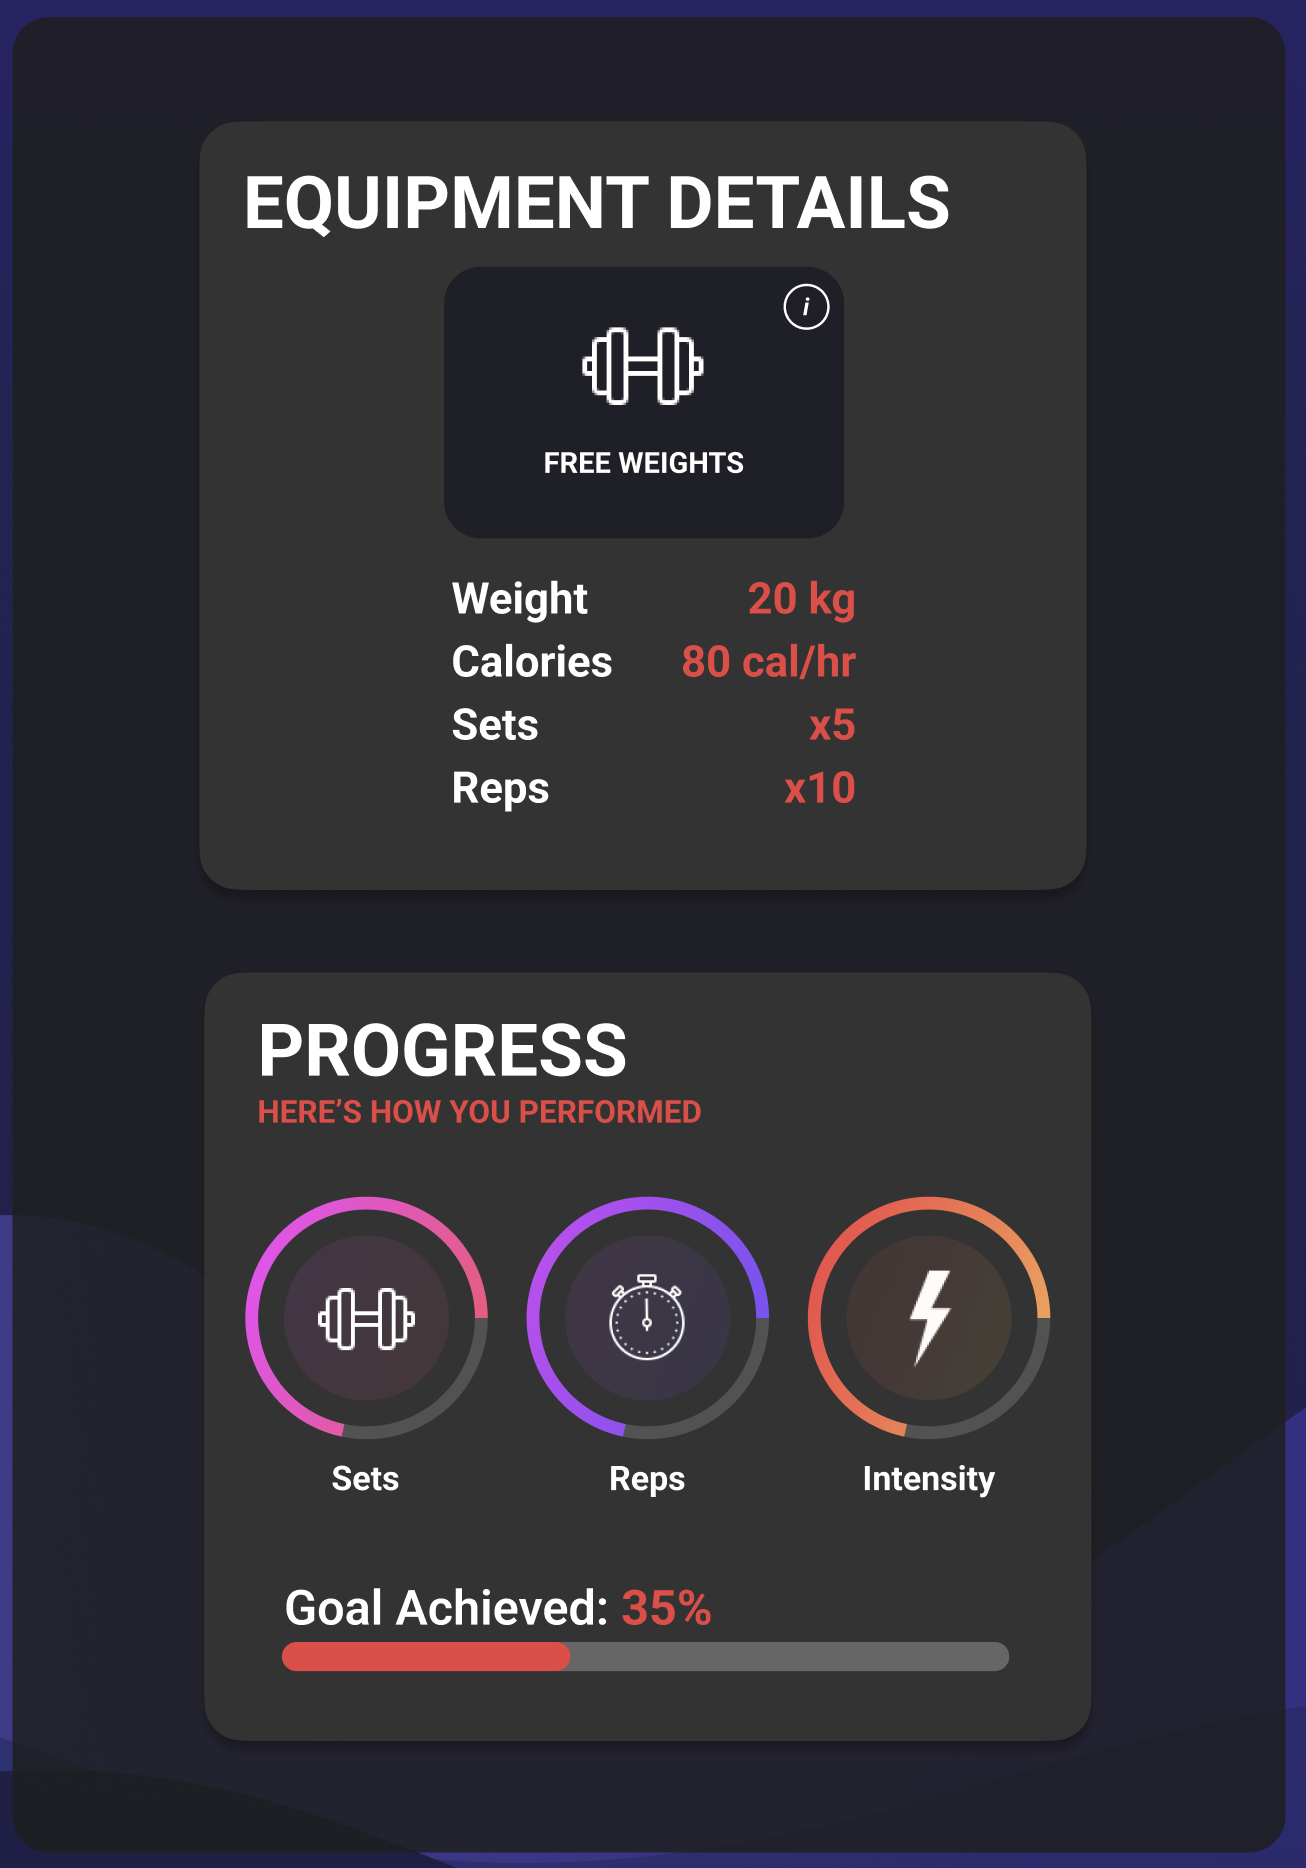 EQUIPMENT DETAILS
i
FREE WEIGHTS
Weight 20 kg
Calories 80 cal/hr
Sets x5
Reps x10
PROGRESS
HERE’S HOW YOU PERFORMED
Sets Reps Intensity
Goal Achieved: 35%